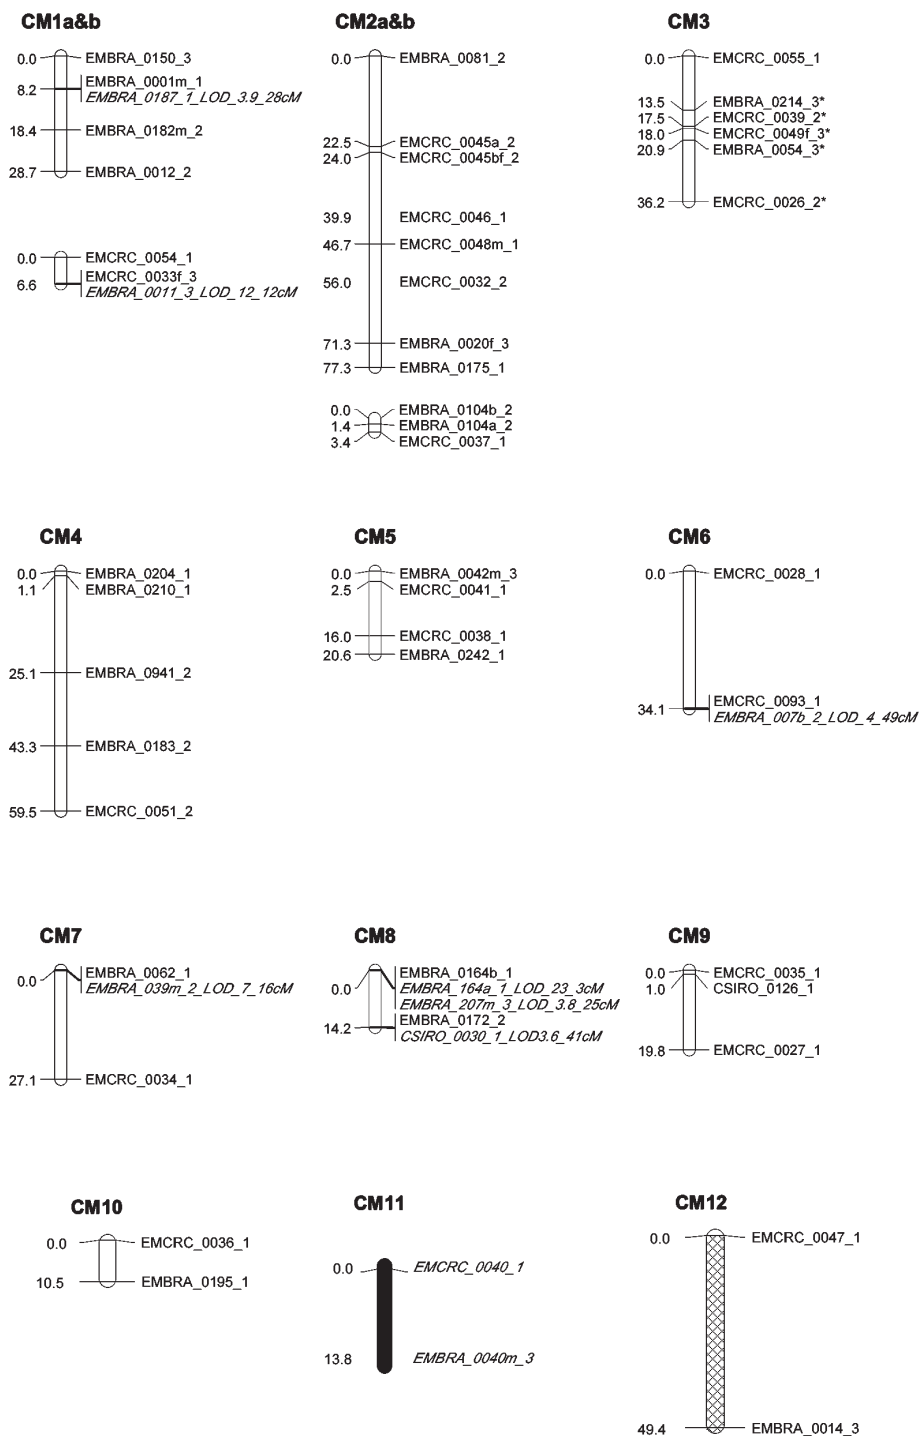 CM1a&b
0.0 EMBRA_0150_3
8.2 EMBRA_0001m_1
EMBRA_0187_1_LOD_3.9_28cM
18.4 EMBRA_0182m_2
28.7 EMBRA_0012_2
0.0 EMCRC_0054_1
6.6 EMCRC_0033f_3
EMBRA_0011_3_LOD_12_12cM
CM2a&b
0.0 EMBRA_0081_2
22.5 EMCRC_0045a_2
24.0 EMCRC_0045bf_2
39.9 EMCRC_0046_1
46.7 EMCRC_0048m_1
56.0 EMCRC_0032_2
71.3 EMBRA_0020f_3
77.3 EMBRA_0175_1
0.0 EMBRA_0104b_2
1.4 EMBRA_0104a_2
3.4 EMCRC_0037_1
CM3
0.0 EMCRC_0055_1
13.5 EMBRA_0214_3*
17.5 EMCRC_0039_2*
18.0 EMCRC_0049f_3*
20.9 EMBRA_0054_3*
36.2 EMCRC_0026_2*
CM4
0.0 EMBRA_0204_1
1.1 EMBRA_0210_1
25.1 EMBRA_0941_2
43.3 EMBRA_0183_2
59.5 EMCRC_0051_2
CM5
0.0 EMBRA_0042m_3
2.5 EMCRC_0041_1
16.0 EMCRC_0038_1
20.6 EMBRA_0242_1
CM6
0.0 EMCRC_0028_1
34.1 EMCRC_0093_1
EMBRA_007b_2_LOD_4_49cM
CM7
0.0 EMBRA_0062_1
EMBRA_039m_2_LOD_7_16cM
27.1 EMCRC_0034_1
CM8
0.0 EMBRA_0164b_1
EMBRA_164a_1_LOD_23_3cM
EMBRA_207m_3_LOD_3.8_25cM
14.2 EMBRA_0172_2
CSIRO_0030_1_LOD3.6_41cM
CM9
0.0 EMCRC_0035_1
1.0 CSIRO_0126_1
19.8 EMCRC_0027_1
CM10
0.0 EMCRC_0036_1
10.5 EMBRA_0195_1
CM11
0.0 EMCRC_0040_1
13.8 EMBRA_0040m_3
CM12
0.0 EMCRC_0047_1
49.4 EMBRA_0014_3